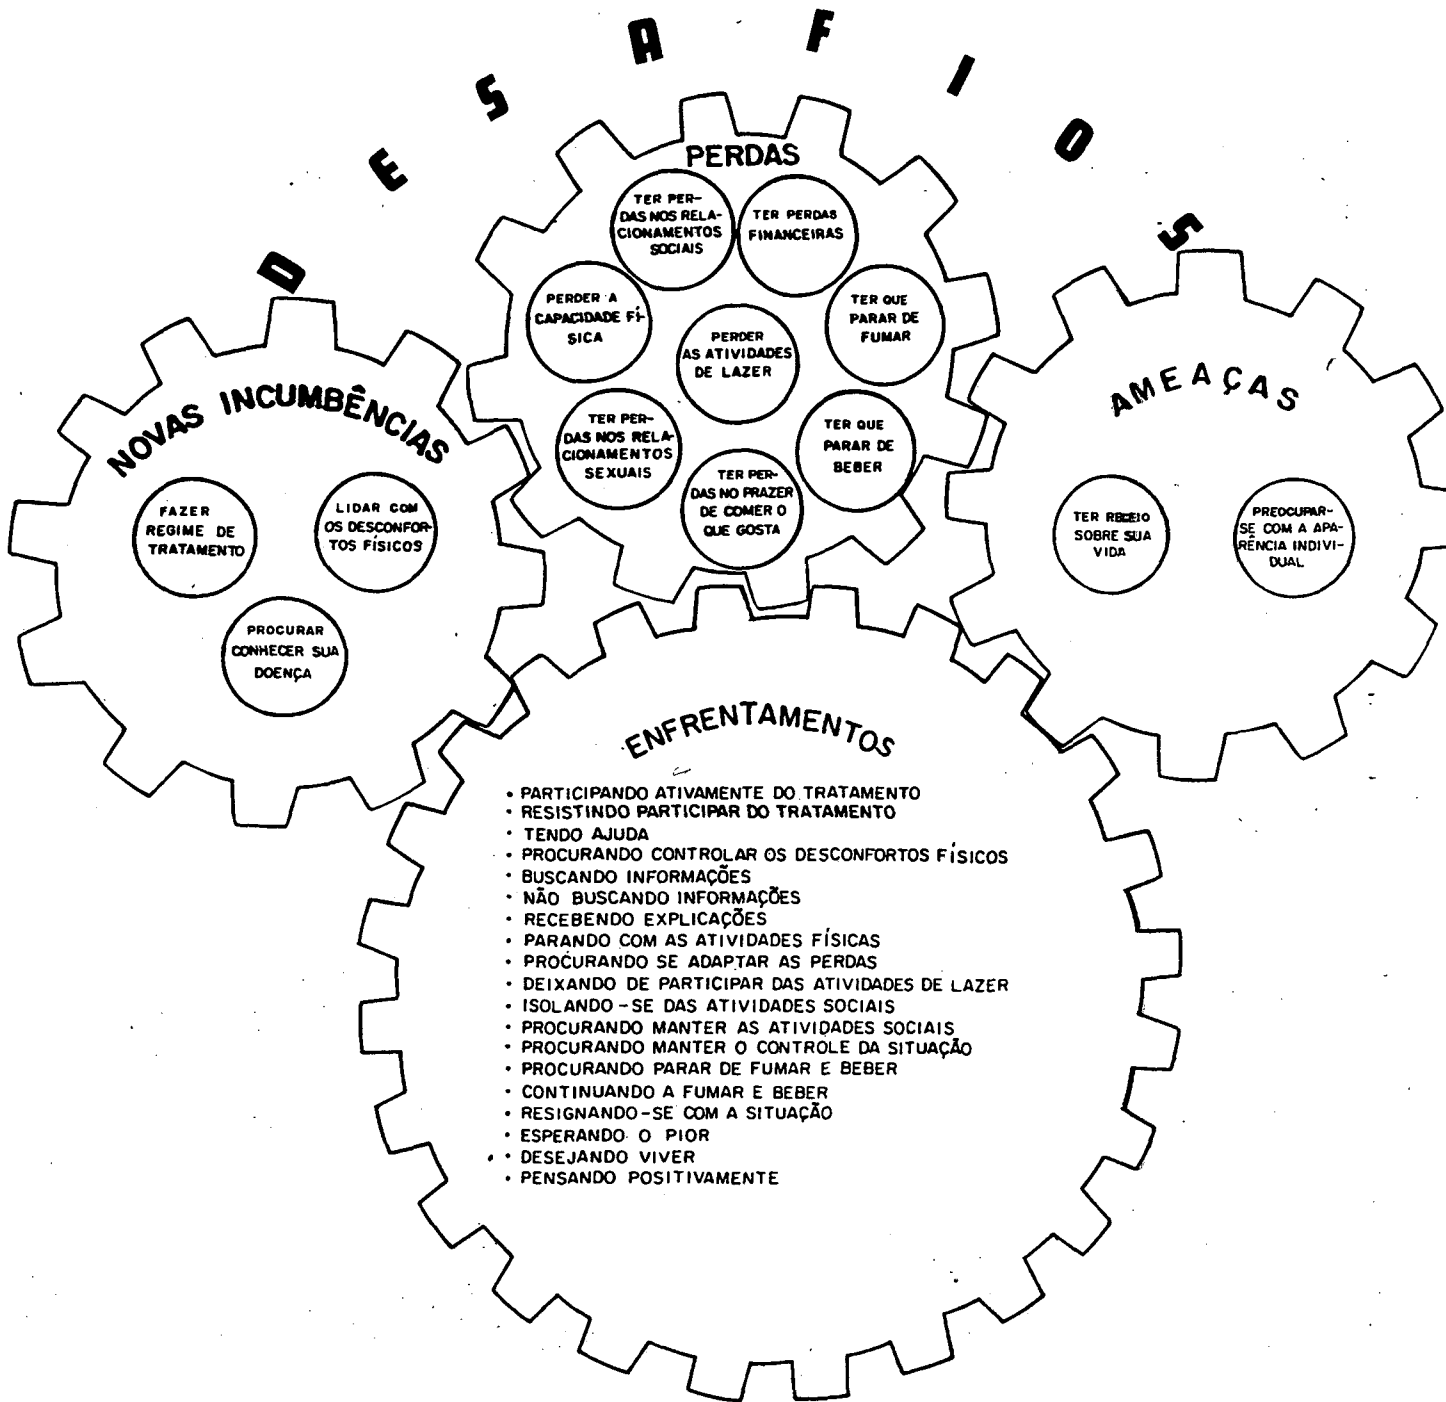 DESAFIOS
PERDAS
TER PER-
DAS NOS RELA-
CIONAMENTOS
SOCIAIS
TER PERDAS
FINANCEIRAS
PERDER A
CAPACIDADE FÍ-
SICA
PERDER
AS ATIVIDADES
DE LAZER
TER QUE
PARAR DE
FUMAR
TER PER-
DAS NOS RELA-
CIONAMENTOS
SEXUAIS
TER PER-
DAS NO PRAZER
DE COMER O
QUE GOSTA
TER QUE
PARAR DE
BEBER
NOVAS INCUMBÊNCIAS
FAZER
REGIME DE
TRATAMENTO
LIDAR COM
OS DESCONFOR-
TOS FÍSICOS
PROCURAR
CONHECER SUA
DOENÇA
AMEAÇAS
TER RECEIO
SOBRE SUA
VIDA
PREOCUPAR-
SE COM A APA-
RÊNCIA INDIVI-
DUAL
ENFRENTAMENTOS
• PARTICIPANDO ATIVAMENTE DO TRATAMENTO
• RESISTINDO PARTICIPAR DO TRATAMENTO
• TENDO AJUDA
• PROCURANDO CONTROLAR OS DESCONFORTOS FÍSICOS
• BUSCANDO INFORMAÇÕES
• NÃO BUSCANDO INFORMAÇÕES
• RECEBENDO EXPLICAÇÕES
• PARANDO COM AS ATIVIDADES FÍSICAS
• PROCURANDO SE ADAPTAR AS PERDAS
• DEIXANDO DE PARTICIPAR DAS ATIVIDADES DE LAZER
• ISOLANDO-SE DAS ATIVIDADES SOCIAIS
• PROCURANDO MANTER AS ATIVIDADES SOCIAIS
• PROCURANDO MANTER O CONTROLE DA SITUAÇÃO
• PROCURANDO PARAR DE FUMAR E BEBER
• CONTINUANDO A FUMAR E BEBER
• RESIGNANDO-SE COM A SITUAÇÃO
• ESPERANDO O PIOR
• DESEJANDO VIVER
• PENSANDO POSITIVAMENTE